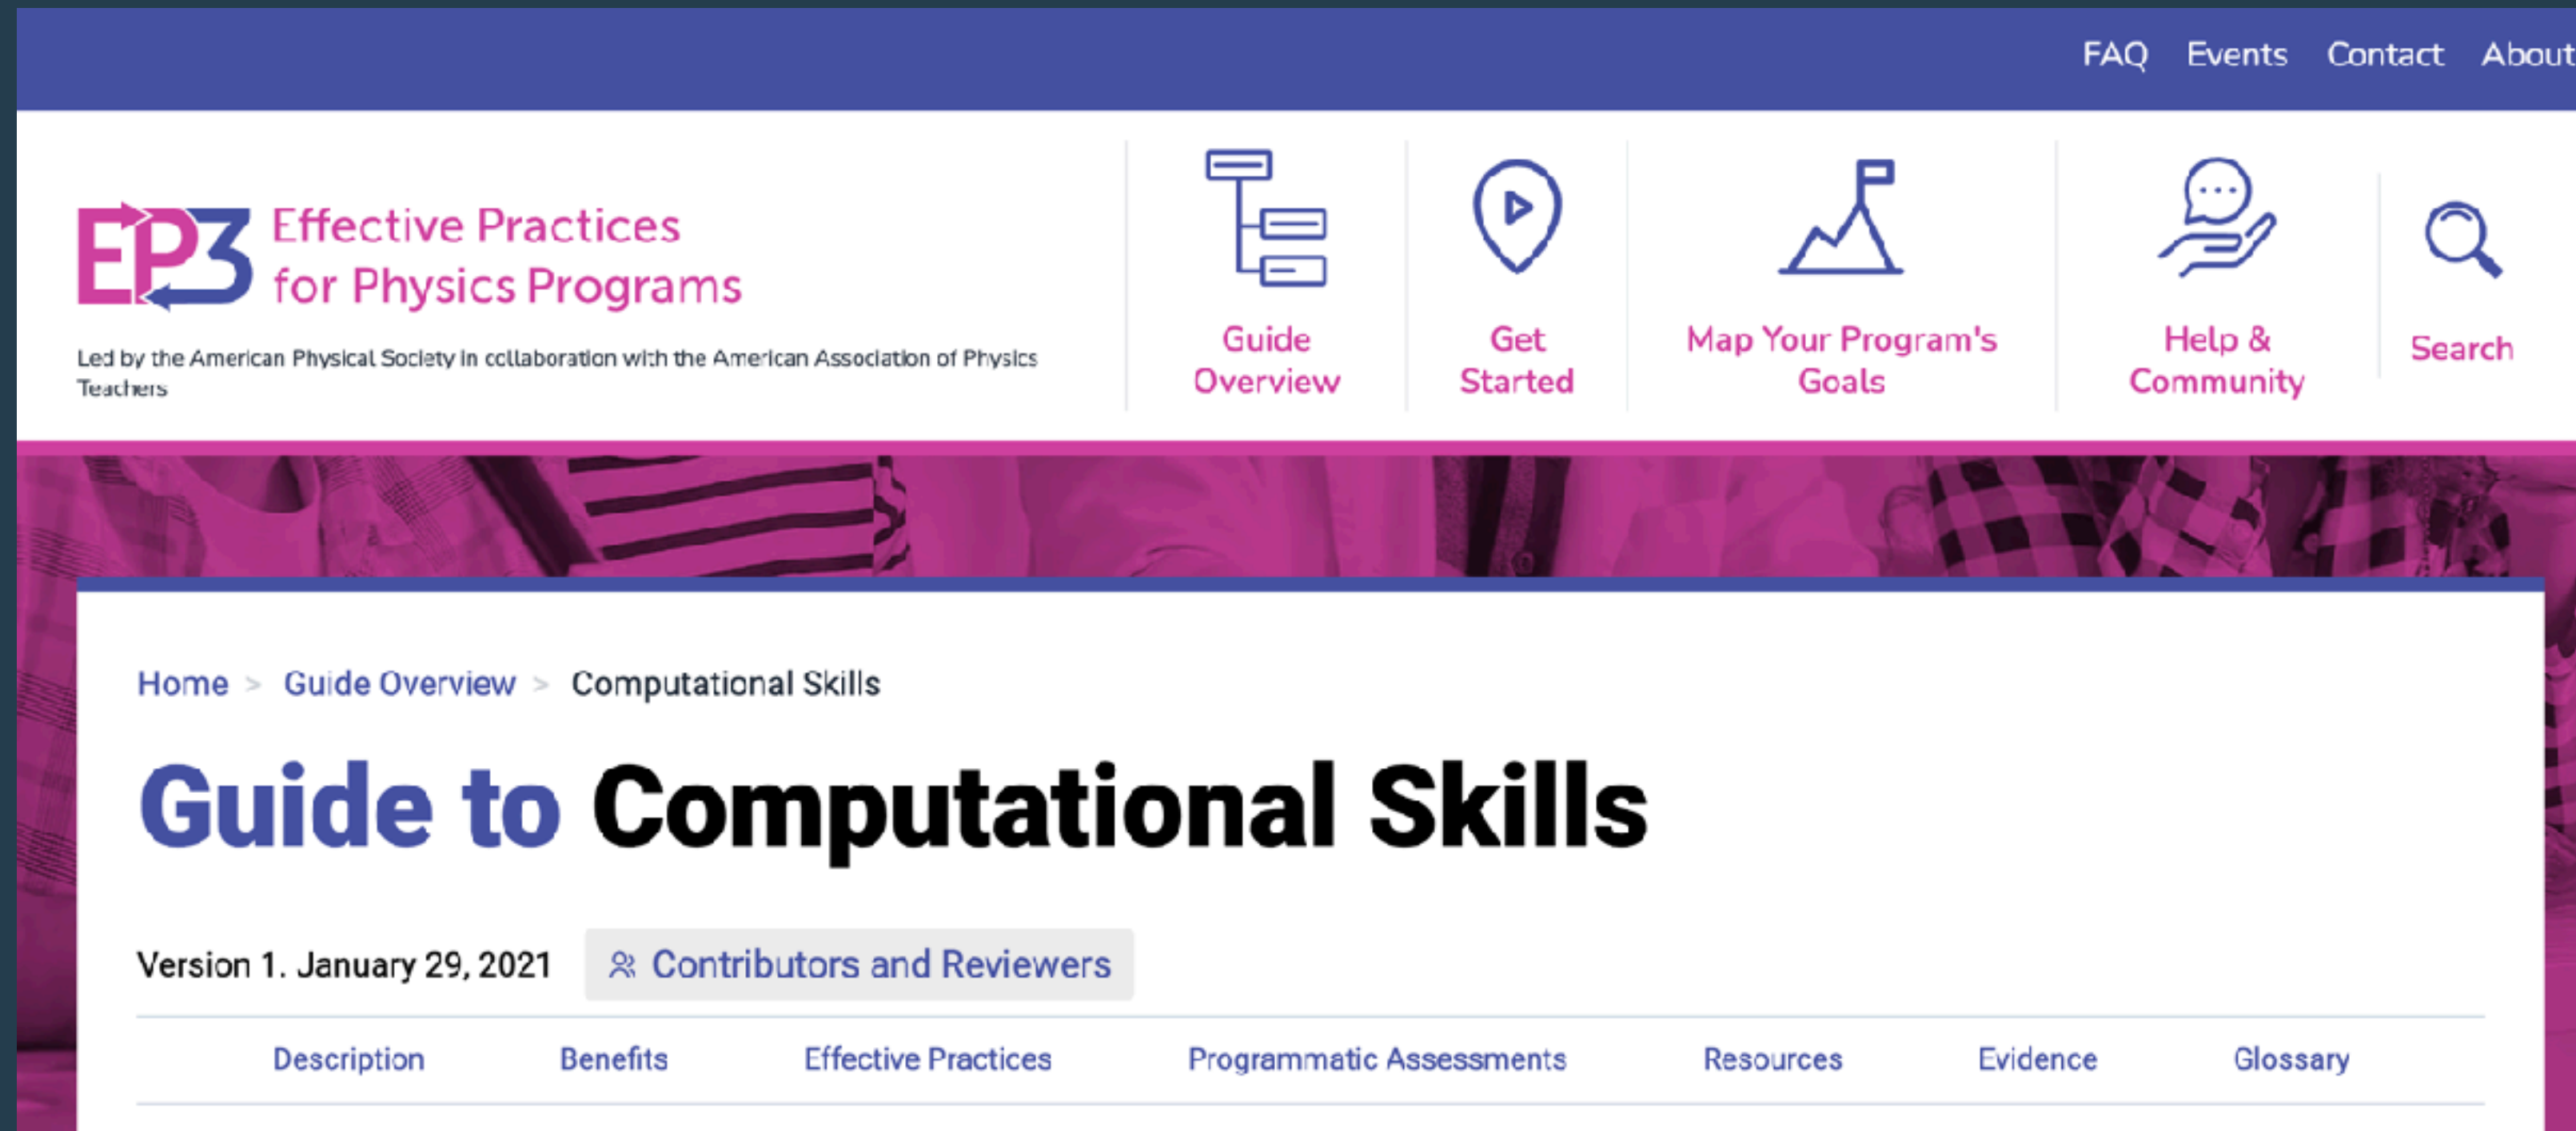 FAQ Events Contact About
EP3 Effective Practices
for Physics Programs
Led by the American Physical Society in collaboration with the American Association of Physics
Teachers
Guide
Overview
Get
Started
Map Your Program's
Goals
Help &
Community
Search
Home > Guide Overview > Computational Skills
Guide to Computational Skills
Version 1. January 29, 2021 Contributors and Reviewers
Description Benefits Effective Practices Programmatic Assessments Resources Evidence Glossary